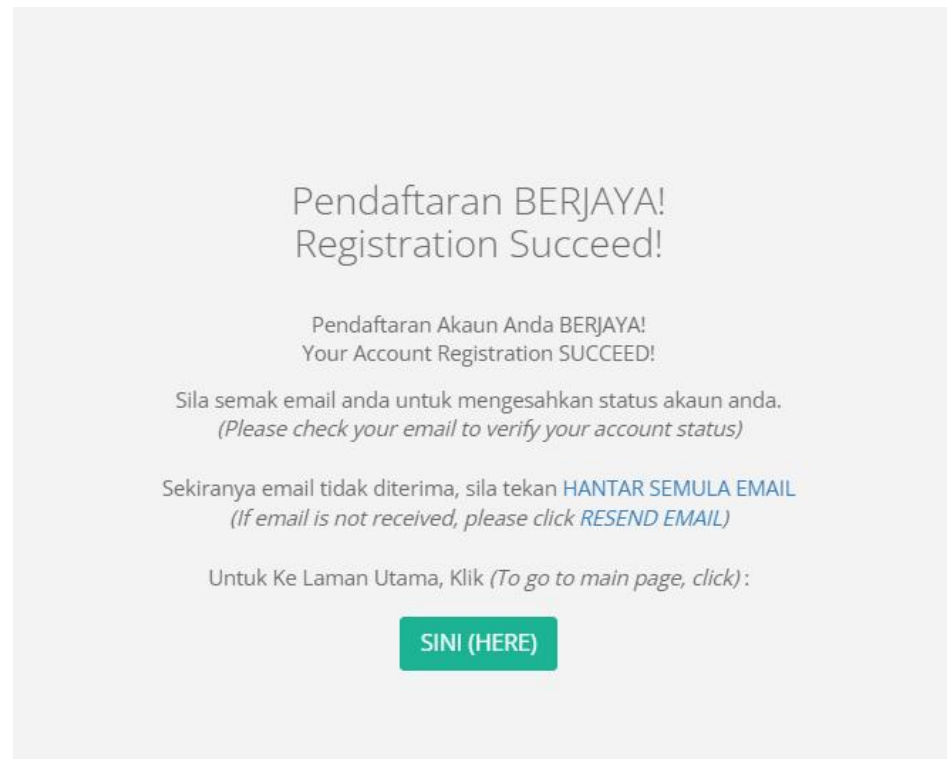 Pendaftaran BERJAYA!
Registration Succeed!
Pendaftaran Akaun Anda BERJAYA!
Your Account Registration SUCCEED!
Sila semak email anda untuk mengesahkan status akaun anda.
(Please check your email to verify your account status)
Sekiranya email tidak diterima, sila tekan HANTAR SEMULA EMAIL
(If email is not received, please click RESEND EMAIL)
Untuk Ke Laman Utama, Klik (To go to main page, click) :
SINI (HERE)